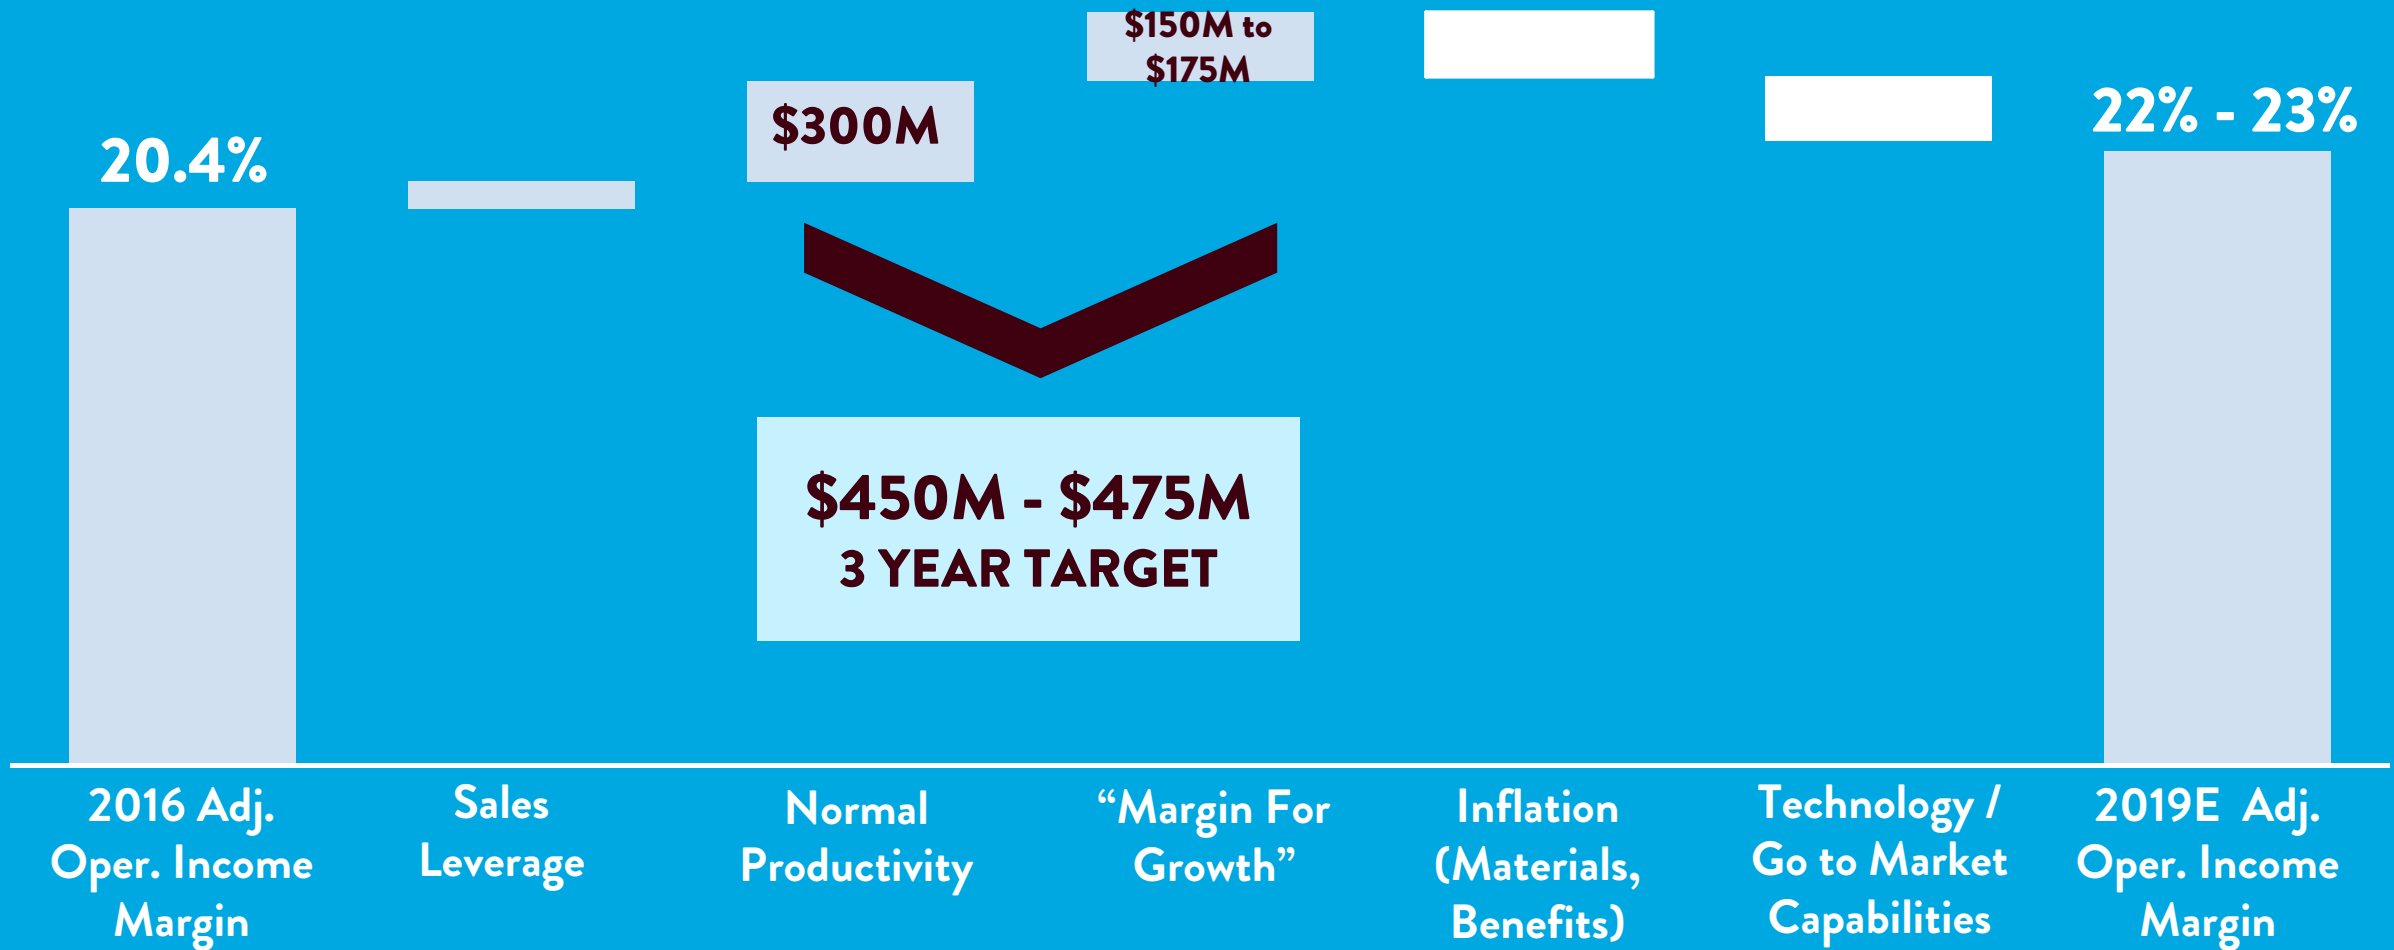 $150M to
$175M
$300M
20.4%
22% - 23%
$450M - $475M
3 YEAR TARGET
2016 Adj.
Oper. Income
Margin
Sales
Leverage
Normal
Productivity
“Margin For
Growth”
Inflation
(Materials,
Benefits)
Technology /
Go to Market
Capabilities
2019E Adj.
Oper. Income
Margin